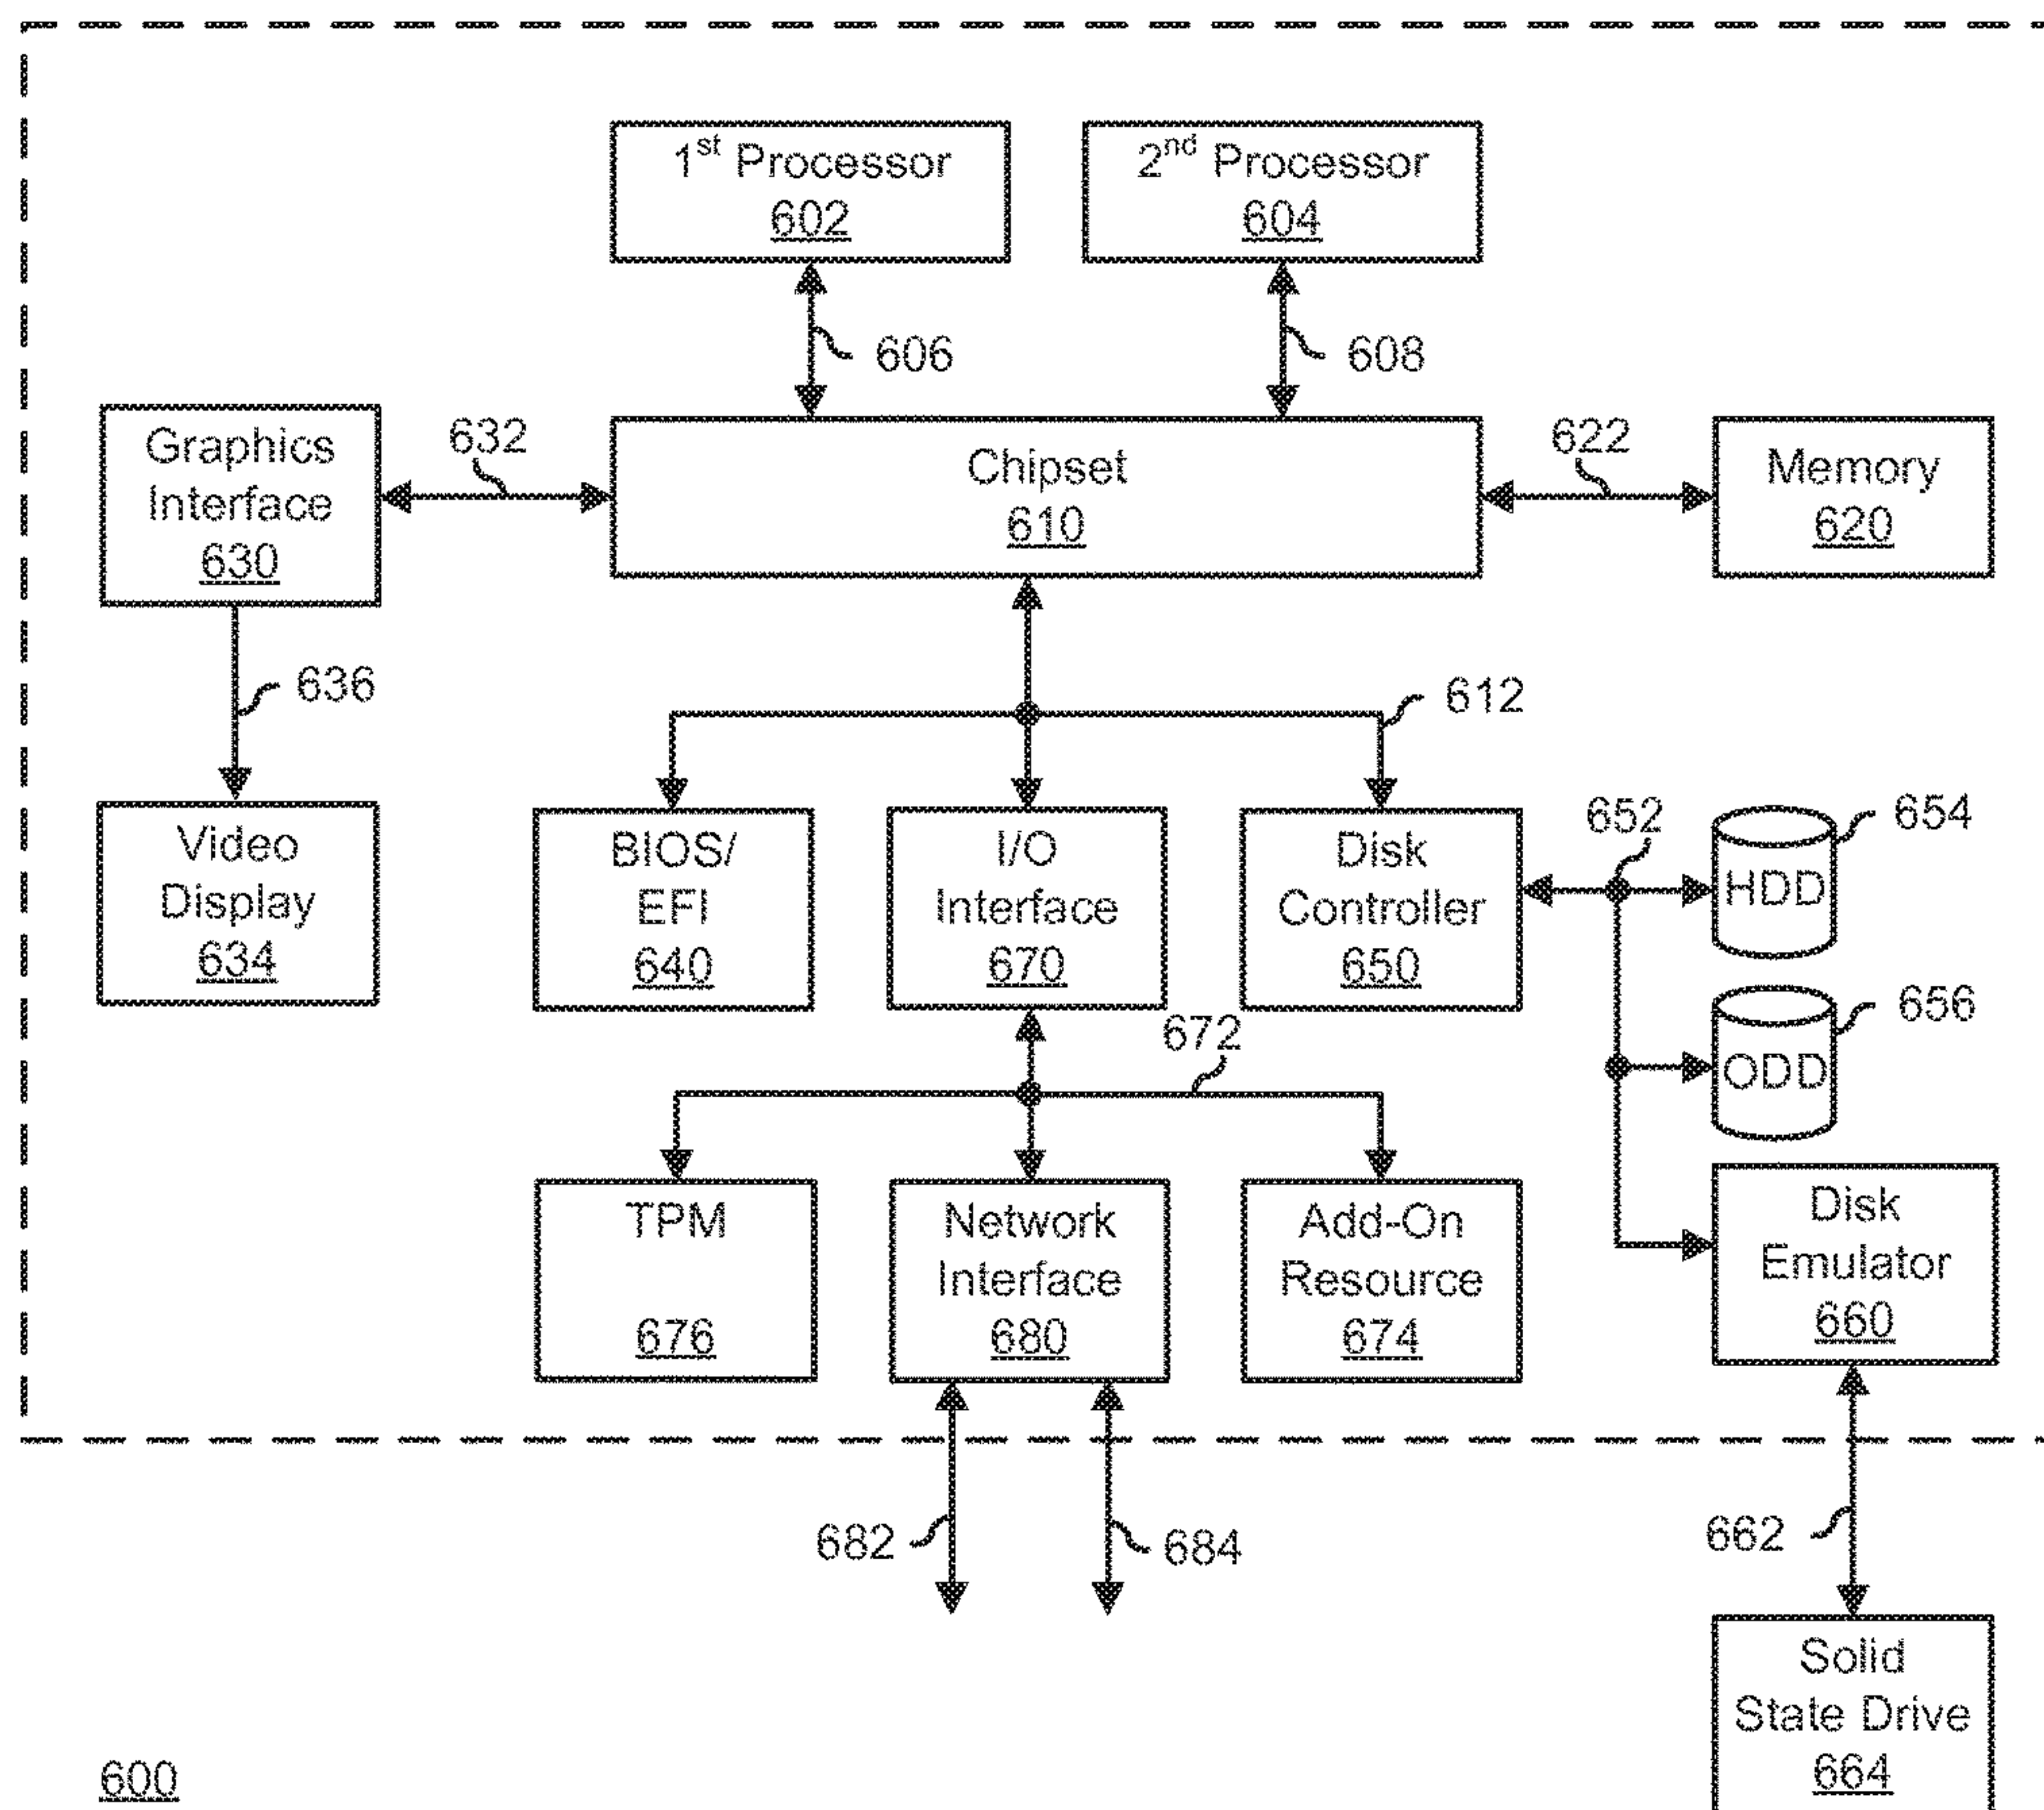 1st Processor
602
2nd Processor
604
606
608
Graphics
Interface
630
632
Chipset
610
622
Memory
620
636
612
Video
Display
634
BIOS/
EFI
640
I/O
Interface
670
Disk
Controller
650
652
654
HDD
656
ODD
672
TPM
676
Network
Interface
680
Add-On
Resource
674
Disk
Emulator
660
682
684
662
Solid
State Drive
664
600